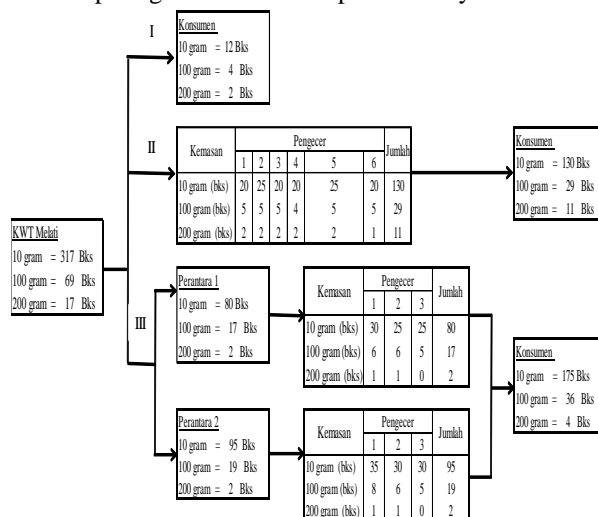 I
Konsumen
10 gram = 12 Bks
100 gram = 4 Bks
200 gram = 2 Bks
II
Kemasan Pengecer Jumlah
1 2 3 4 5 6
10 gram (bks) 20 25 20 20 25 20 130
100 gram (bks) 5 5 5 4 5 5 29
200 gram (bks) 2 2 2 2 2 1 11
Konsumen
10 gram = 130 Bks
100 gram = 29 Bks
200 gram = 11 Bks
KWT Melati
10 gram = 317 Bks
100 gram = 69 Bks
200 gram = 17 Bks
III
Perantara 1
10 gram = 80 Bks
100 gram = 17 Bks
200 gram = 2 Bks
Kemasan Pengecer Jumlah
1 2 3
10 gram (bks) 30 25 25 80
100 gram (bks) 6 6 5 17
200 gram (bks) 1 1 0 2
Konsumen
10 gram = 175 Bks
100 gram = 36 Bks
200 gram = 4 Bks
Perantara 2
10 gram = 95 Bks
100 gram = 19 Bks
200 gram = 2 Bks
Kemasan Pengecer Jumlah
1 2 3
10 gram (bks) 35 30 30 95
100 gram (bks) 8 6 5 19
200 gram (bks) 1 1 0 2